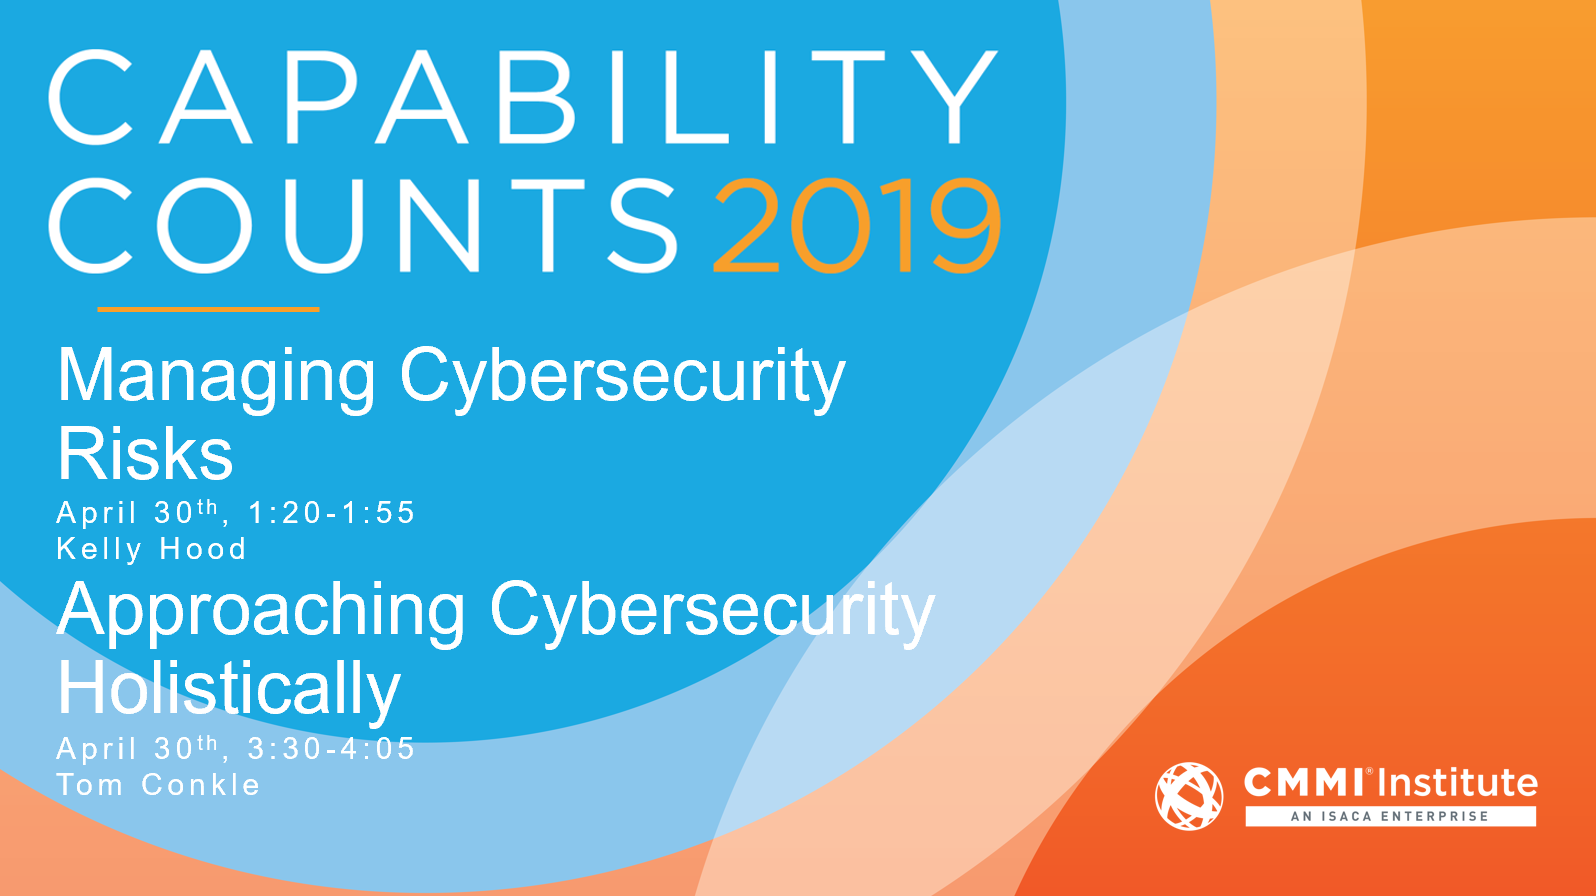 CAPABILITY
COUNTS 2019
Managing Cybersecurity
Risks
April 30th, 1:20-1:55
Kelly Hood
Approaching Cybersecurity
Holistically
April 30th, 3:30-4:05
Tom Conkle
CMMI® Institute
AN ISACA ENTERPRISE